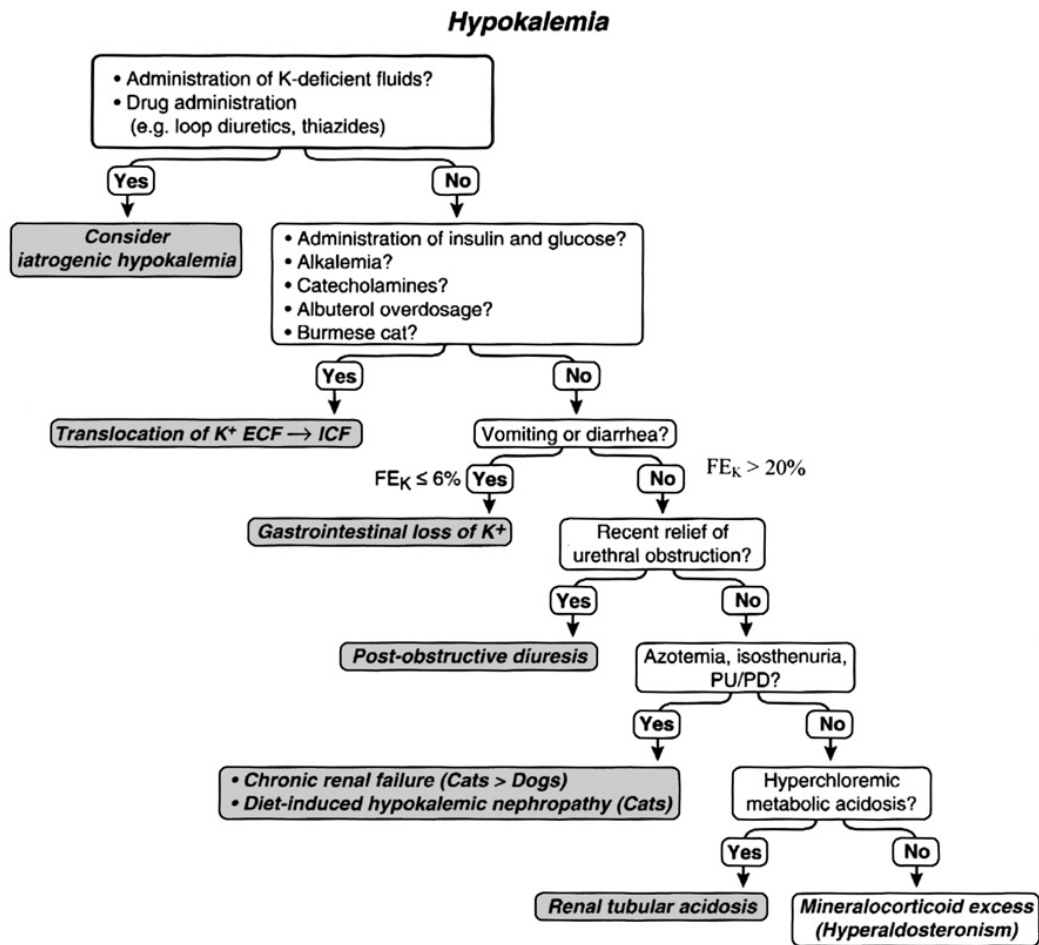 Hypokalemia
• Administration of K-deficient fluids?
• Drug administration
(e.g. loop diuretics, thiazides)
Yes
No
Consider
iatrogenic hypokalemia
• Administration of insulin and glucose?
• Alkalemia?
• Catecholamines?
• Albuterol overdosage?
• Burmese cat?
Yes
No
Translocation of K+ ECF → ICF
Vomiting or diarrhea?
FEK ≤ 6%
Yes
No
FEK > 20%
Gastrointestinal loss of K+
Recent relief of
urethral obstruction?
Yes
No
Post-obstructive diuresis
Azotemia, isosthenuria,
PU/PD?
Yes
No
• Chronic renal failure (Cats > Dogs)
• Diet-induced hypokalemic nephropathy (Cats)
Hyperchloremic
metabolic acidosis?
Yes
No
Renal tubular acidosis
Mineralocorticoid excess
(Hyperaldosteronism)